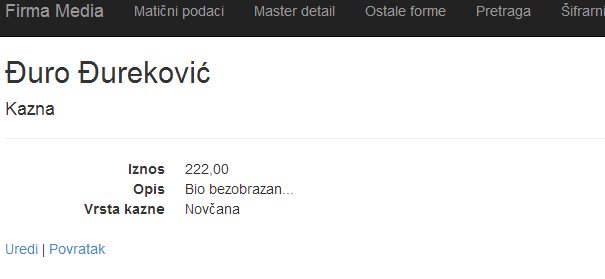 Firma Media Matični podaci Master detail Ostale forme Pretraga Šifrarni
Đuro Đureković
Kazna
Iznos 222,00
Opis Bio bezobrazan...
Vrsta kazne Novčana
Uredi | Povratak